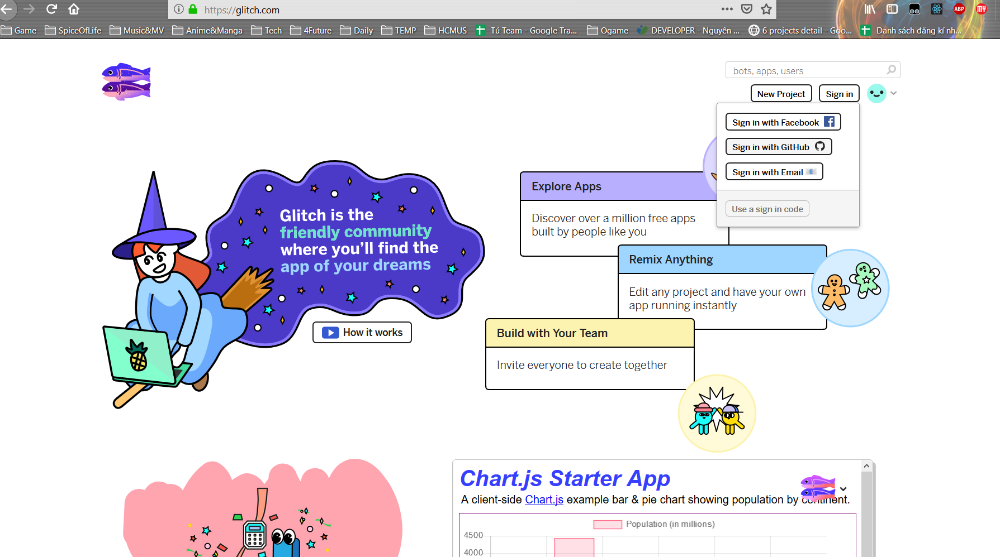 https://glitch.com
Game
SpiceOfLife
Music&MV
Anime&Manga
Tech
4Future
Daily
TEMP
HCMUS
Tú Team - Google Tra...
Ogame
DEVELOPER - Nguyên ...
6 projects detail - Goo...
Danh sách đăng kí nh...
ABP
MY
bots, apps, users
New Project
Sign in
Sign in with Facebook
Sign in with GitHub
Sign in with Email
Use a sign in code
Glitch is the
friendly community
where you'll find the
app of your dreams
How it works
Explore Apps
Discover over a million free apps
built by people like you
Remix Anything
Edit any project and have your own
app running instantly
Build with Your Team
Invite everyone to create together
Chart.js Starter App
A client-side Chart.js example bar & pie chart showing population by continent.
Population (in millions)
4500
4000